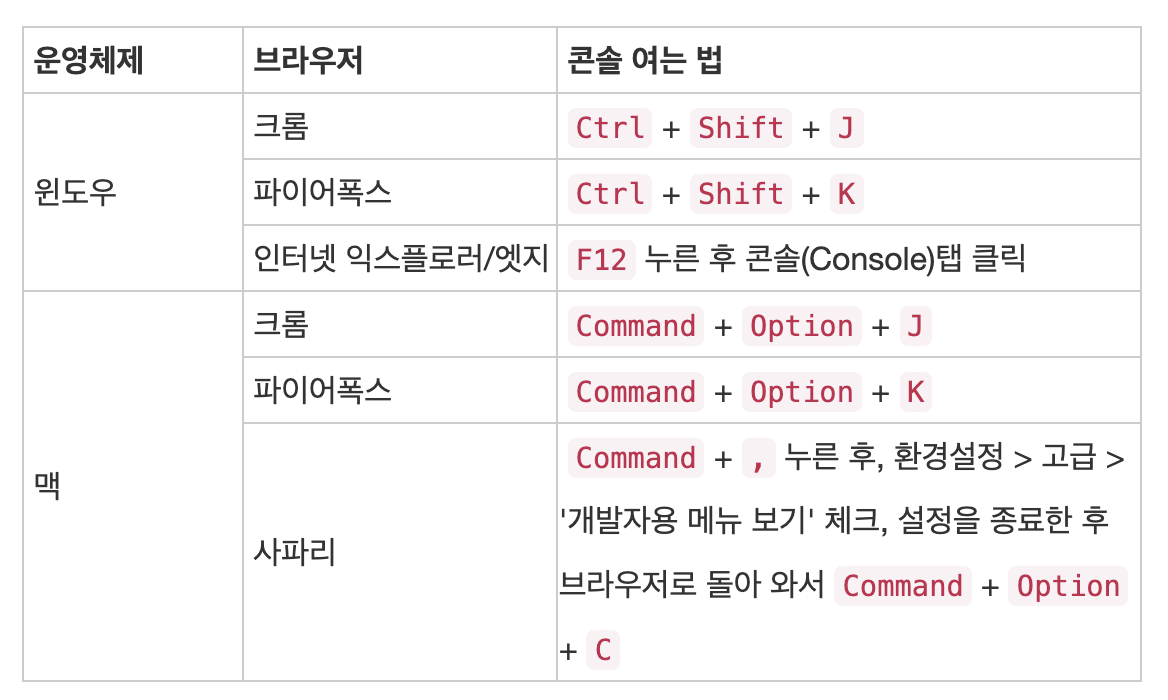 운영체제 브라우저 콘솔 여는 법
윈도우
크롬 Ctrl + Shift + J
파이어폭스 Ctrl + Shift + K
인터넷 익스플로러/엣지 F12 누른 후 콘솔(Console)탭 클릭
맥
크롬 Command + Option + J
파이어폭스 Command + Option + K
사파리
Command + , 누른 후, 환경설정 > 고급 >
'개발자용 메뉴 보기' 체크, 설정을 종료한 후
브라우저로 돌아 와서 Command + Option
+ C